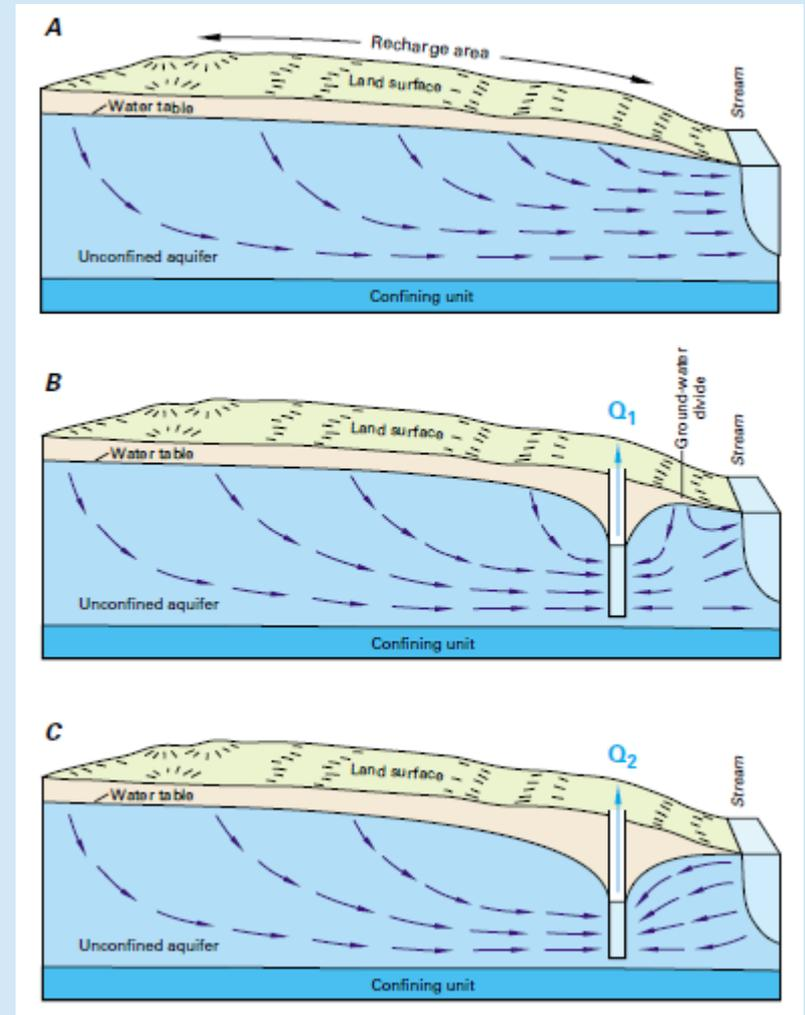 A
Recharge area
Land surface
Stream
Water table
Unconfined aquifer
Confining unit
B
Q1
Ground-water
divide
Stream
Land surface
Water table
Unconfined aquifer
Confining unit
C
Q2
Stream
Land surface
Water table
Unconfined aquifer
Confining unit